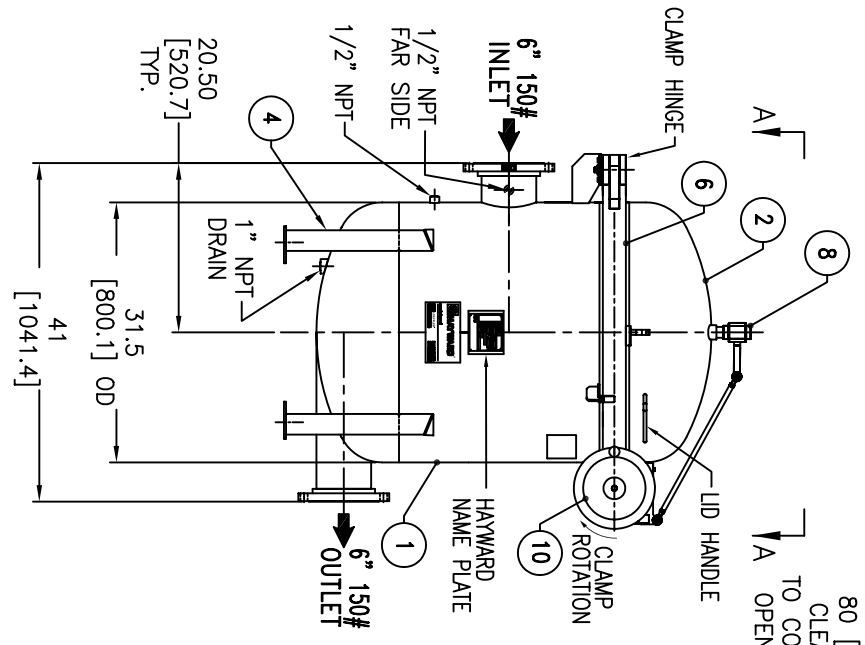 A
A
CLAMP HINGE
6
2
8
6" 150#
INLET
1/2" NPT
FAR SIDE
1/2" NPT
4
20.50
[520.7]
TYP.
1" NPT
DRAIN
31.5
[800.1] OD
41
[1041.4]
HAYWARD
HAYWARD
NAME PLATE
LID HANDLE
CLAMP
ROTATION
10
1
6" 150#
OUTLET
80 [
TO CO
OPEN